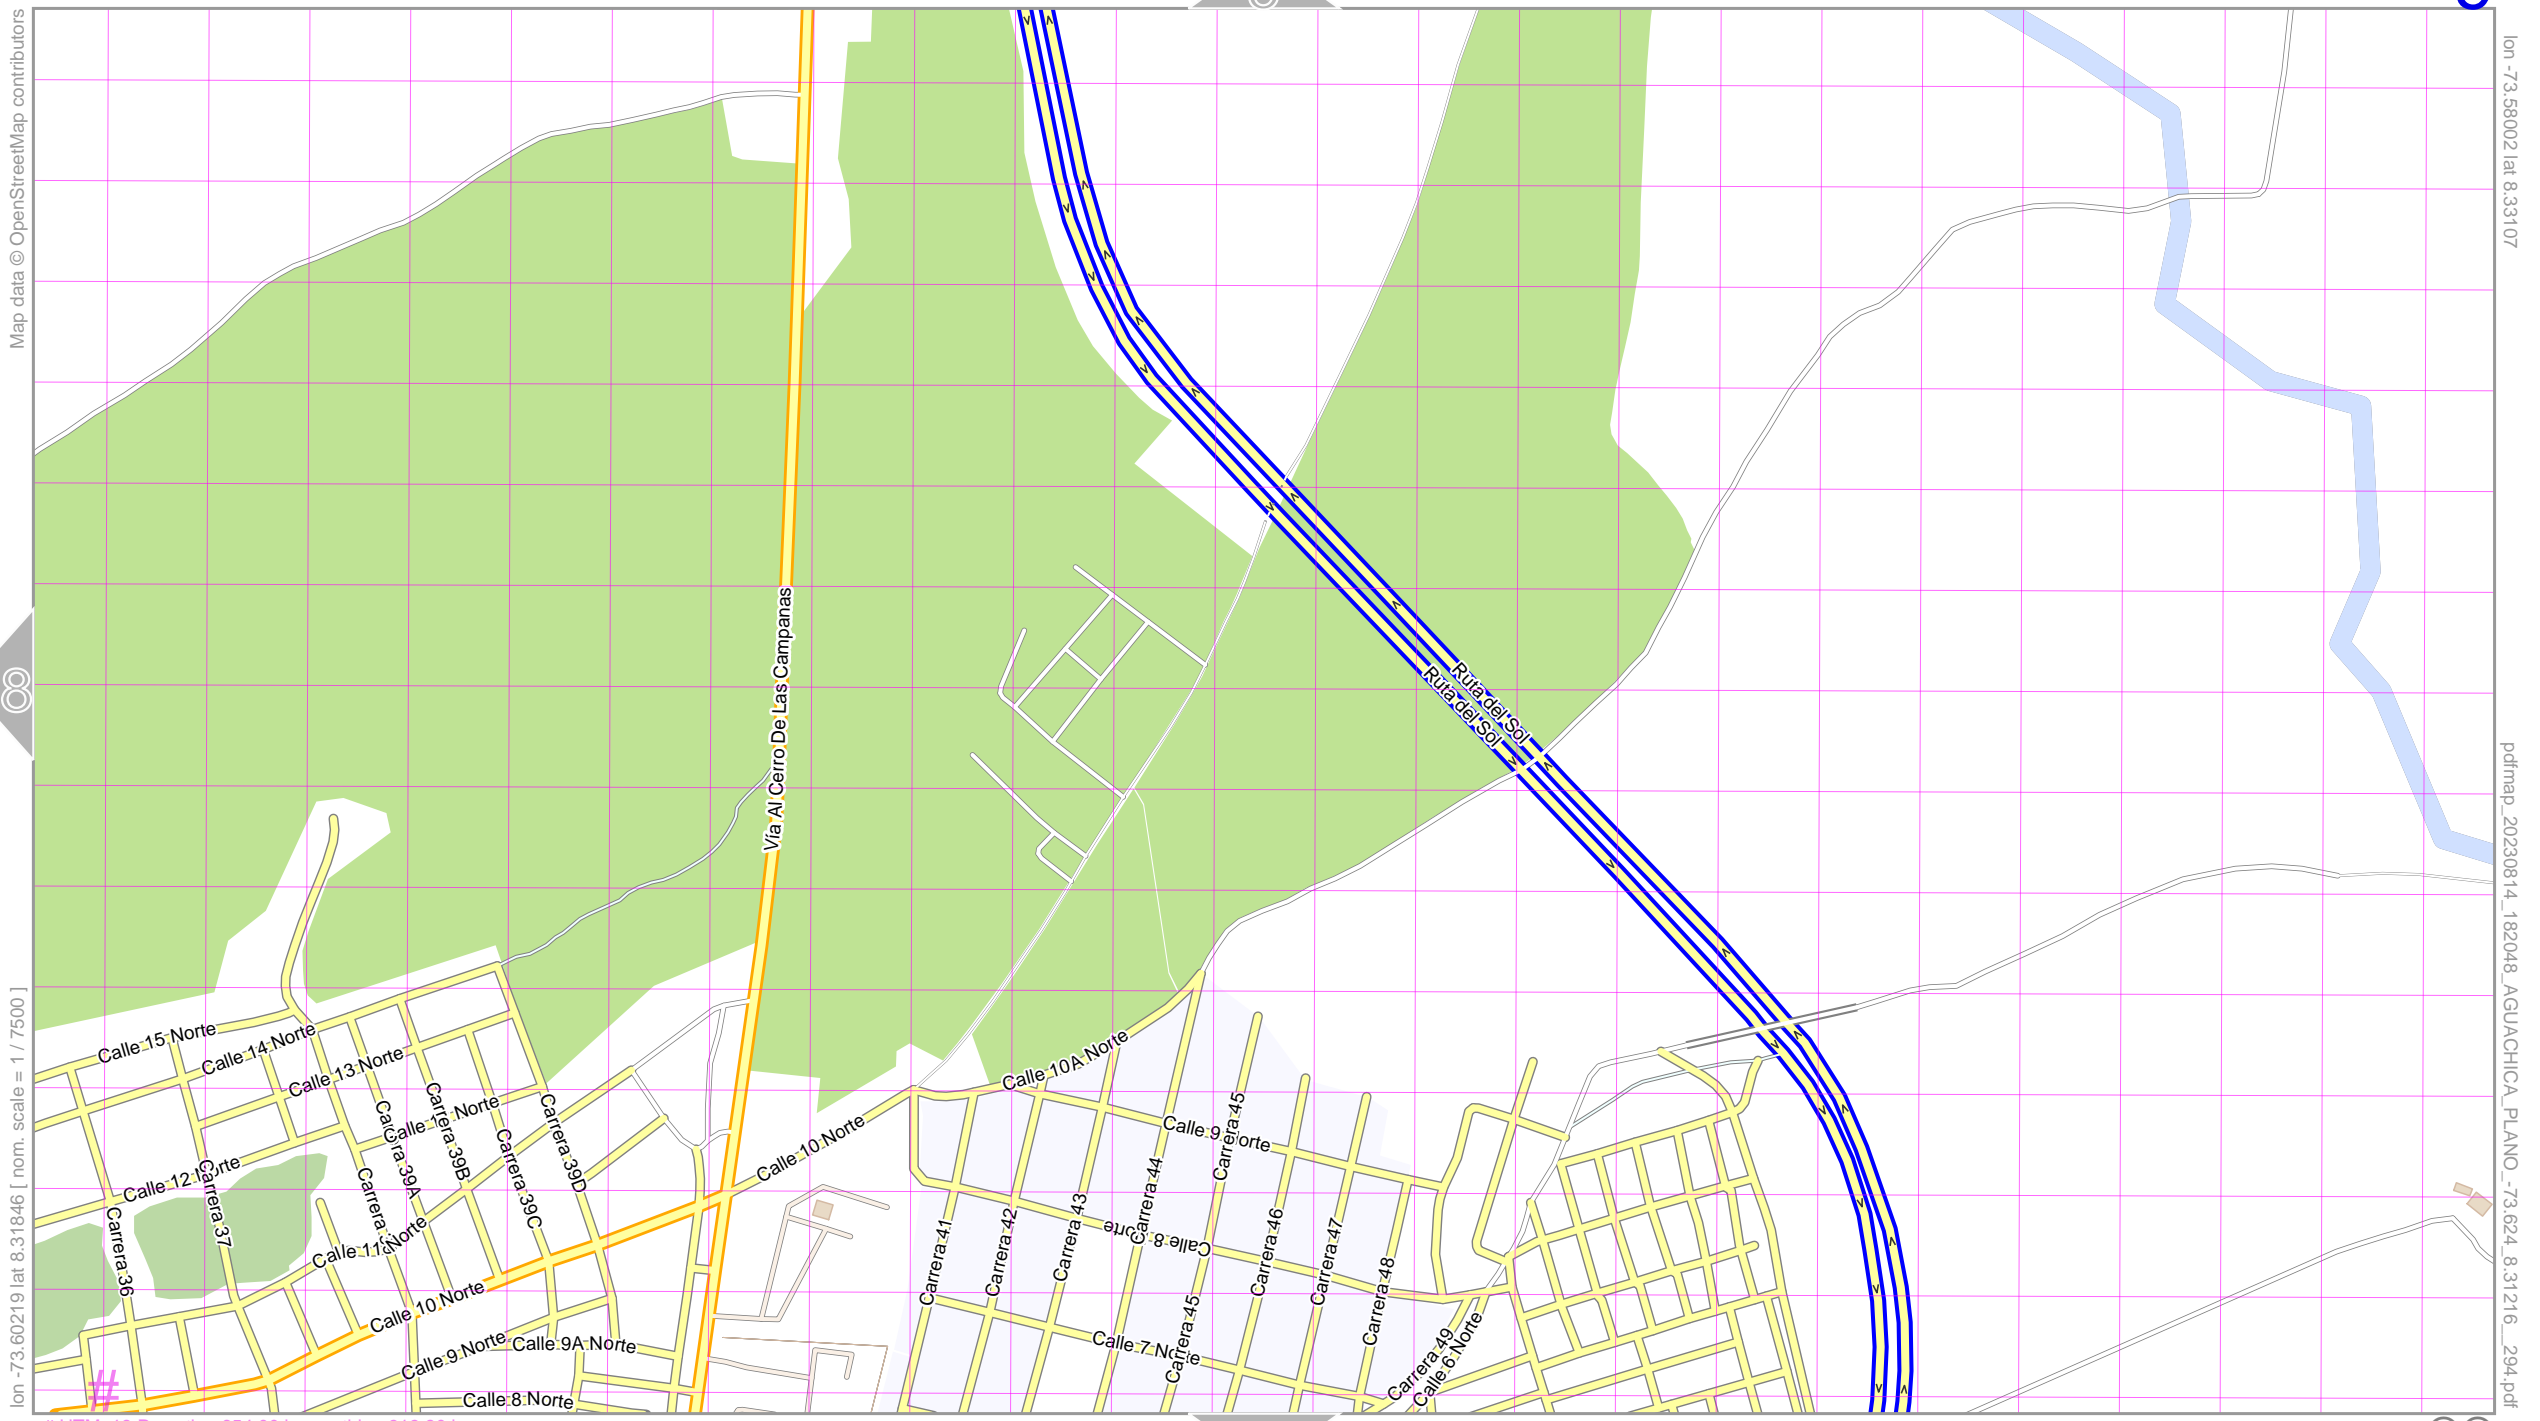 Map data © OpenStreetMap contributors
lon -73.60219 lat 8.31846 [ nom. scale = 1 / 7500 ]
lon -73.58002 lat 8.33107
pdfmap_20230814_182048_AGUACHICA_PLANO_-73.624_8.31216__294.pdf
Vía Al Cerro De Las Campanas
Ruta del Sol
Ruta del Sol
Calle 15 Norte
Calle 14 Norte
Calle 13 Norte
Calle 12 Norte
Calle 11 Norte
Calle 10 Norte
Calle 9 Norte
Calle 9A Norte
Calle 8 Norte
Carrera 36
Carrera 37
Carrera 39A
Carrera 39B
Carrera 39C
Carrera 39D
Calle 10 Norte
Calle 10A Norte
Calle 9 Norte
Calle 8 Norte
Calle 7 Norte
Calle 6 Norte
Carrera 41
Carrera 42
Carrera 43
Carrera 44
Carrera 45
Carrera 45
Carrera 46
Carrera 47
Carrera 48
Carrera 49
#